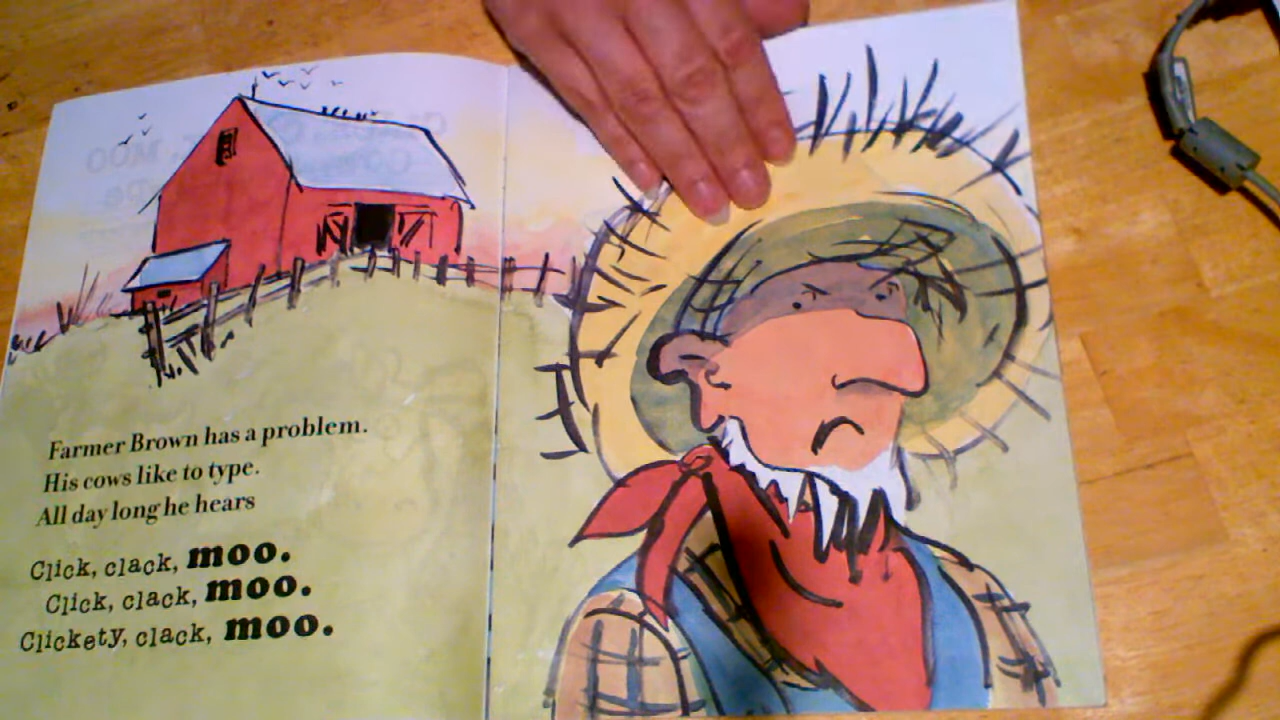 Farmer Brown has a problem.
His cows like to type.
All day long he hears
Click, clack, moo.
Click, clack, moo.
Clickety, clack, moo.